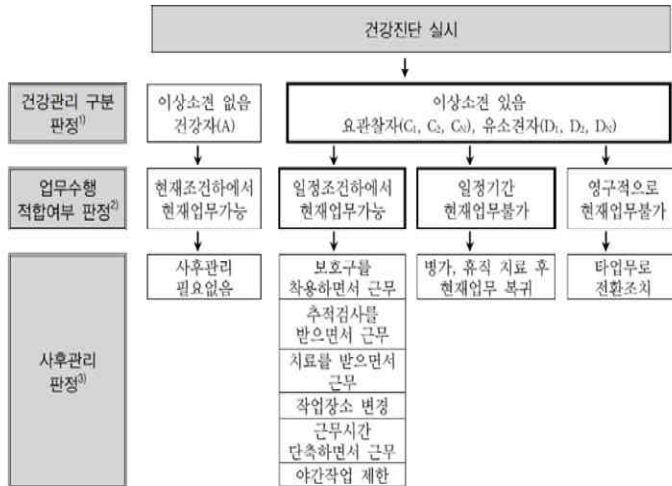 건강진단 실시
건강관리 구분
판정1)
이상소견 없음
건강자(A)
이상소견 있음
요관찰자(C₁, C₂, C_N), 유소견자(D₁, D₂, D_N)
업무수행
적합여부 판정2)
현재조건하에서
현재업무가능
일정조건하에서
현재업무가능
일정기간
현재업무불가
영구적으로
현재업무불가
사후관리
판정3)
사후관리
필요없음
보호구를
착용하면서 근무
추적검사를
받으면서 근무
치료를 받으면서
근무
작업장소 변경
근무시간
단축하면서 근무
야간작업 제한
병가, 휴직 치료 후
현재업무 복귀
타업무로
전환조치